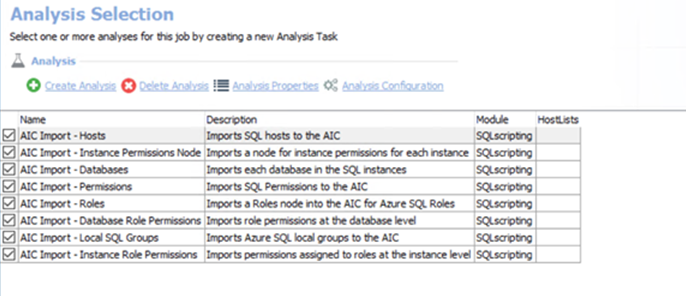 Analysis Selection
Select one or more analyses for this job by creating a new Analysis Task
Analysis
Create Analysis Delete Analysis Analysis Properties Analysis Configuration
Name Description Module HostLists
AIC Import - Hosts Imports SQL hosts to the AIC SQLscripting
AIC Import - Instance Permissions Node Imports a node for instance permissions for each instance SQLscripting
AIC Import - Databases Imports each database in the SQL instances SQLscripting
AIC Import - Permissions Imports SQL Permissions to the AIC SQLscripting
AIC Import - Roles Imports a Roles node into the AIC for Azure SQL Roles SQLscripting
AIC Import - Database Role Permissions Imports role permissions at the database level SQLscripting
AIC Import - Local SQL Groups Imports Azure SQL local groups to the AIC SQLscripting
AIC Import - Instance Role Permissions Imports permissions assigned to roles at the instance level SQLscripting